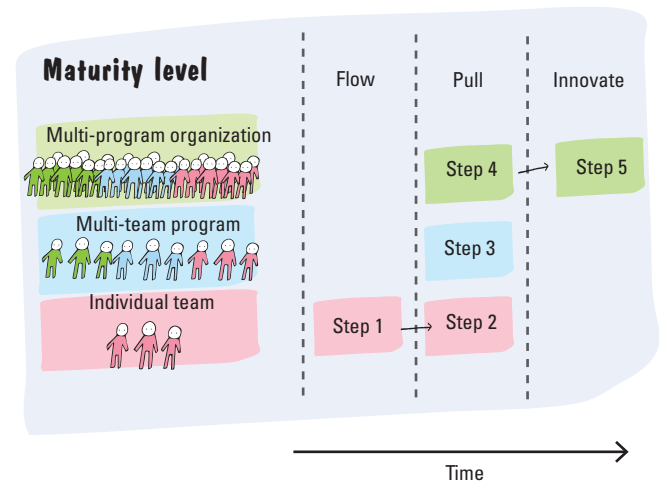 Maturity level
Flow
Pull
Innovate
Multi-program organization
Step 4
Step 5
Multi-team program
Step 3
Individual team
Step 1
Step 2
Time